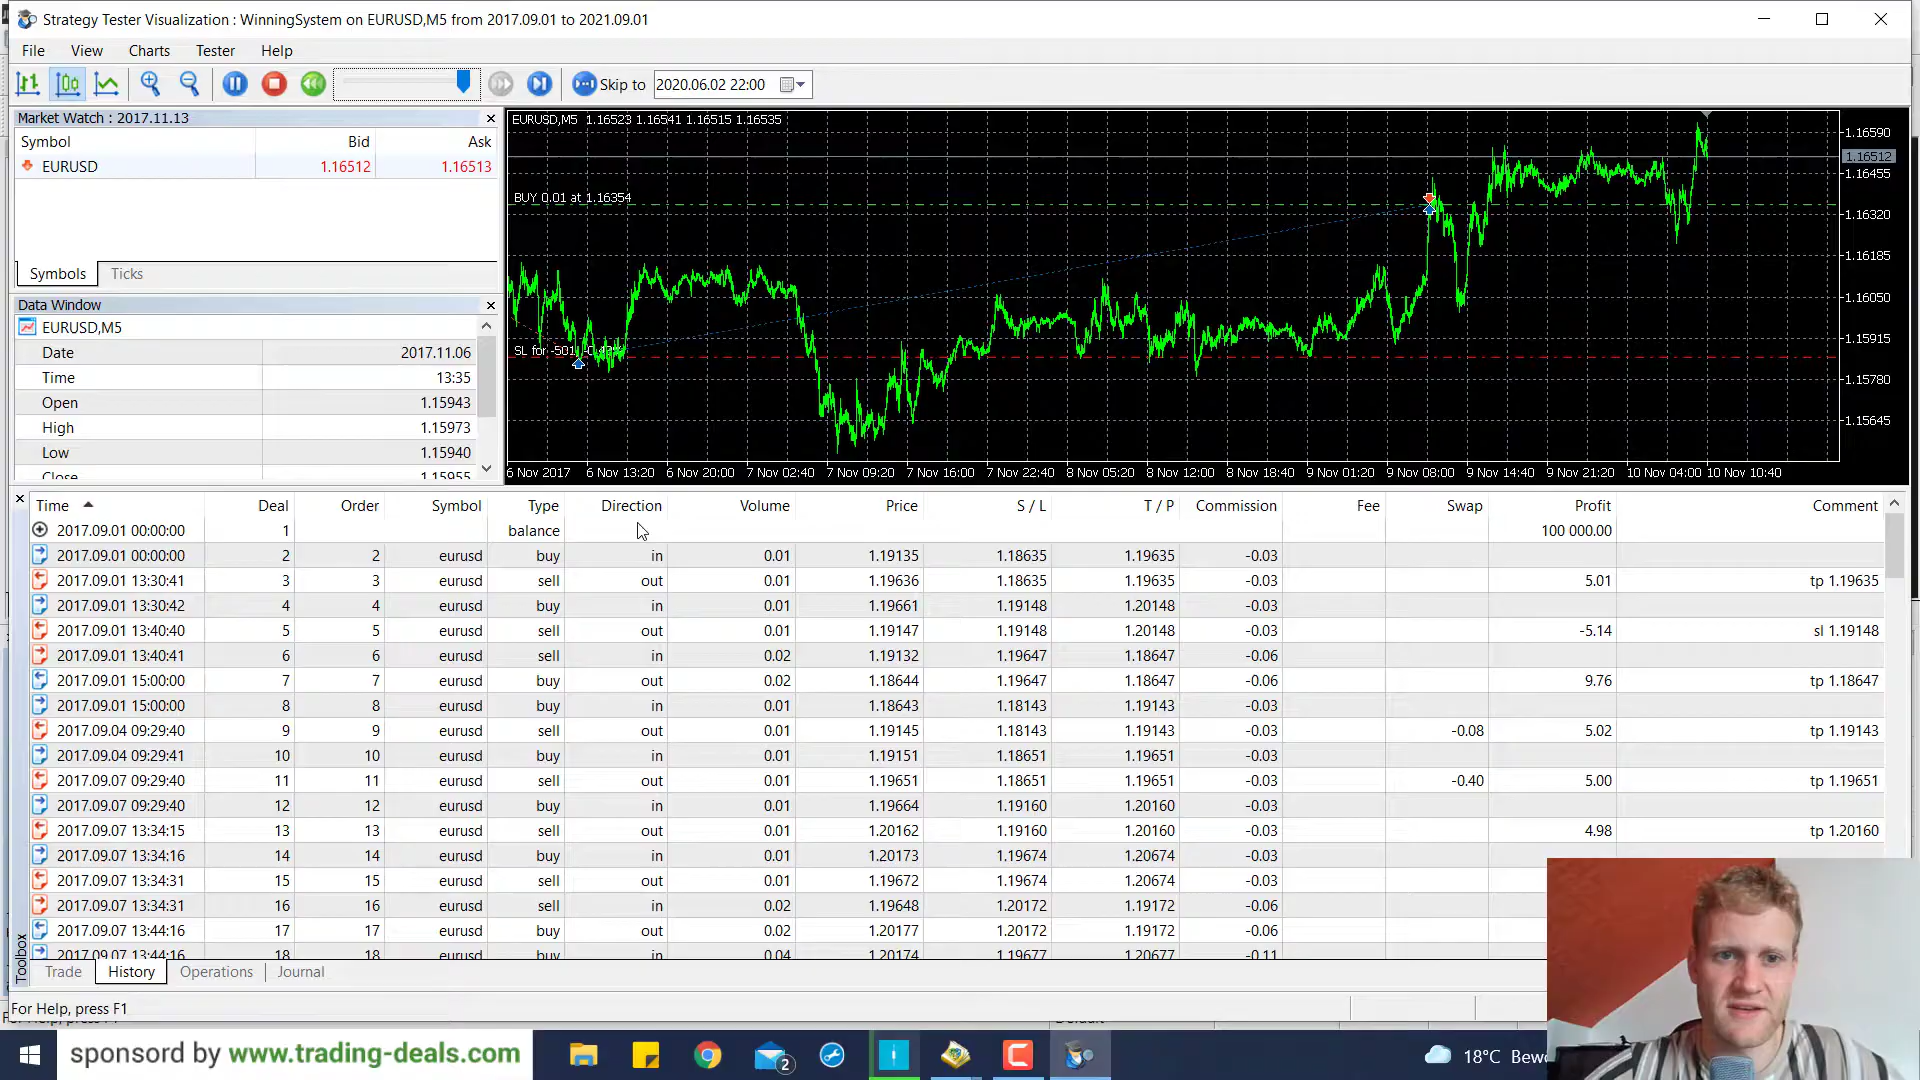 Strategy Tester Visualization : WinningSystem on EURUSD,M5 from 2017.09.01 to 2021.09.01
File View Charts Tester Help
Skip to 2020.06.02 22:00
Market Watch : 2017.11.13
Symbol Bid Ask
EURUSD 1.16512 1.16513
Symbols Ticks
Data Window
EURUSD,M5
Date 2017.11.06
Time 13:35
Open 1.15943
High 1.15973
Low 1.15940
Close 1.15955
EURUSD,M5 1.16523 1.16541 1.16515 1.16535
BUY 0.01 at 1.16354
SL for -501
1.16590
1.16512
1.16455
1.16320
1.16185
1.16050
1.15915
1.15780
1.15645
6 Nov 2017 6 Nov 13:20 6 Nov 20:00 7 Nov 02:40 7 Nov 09:20 7 Nov 16:00 7 Nov 22:40 8 Nov 05:20 8 Nov 12:00 8 Nov 18:40 9 Nov 01:20 9 Nov 08:00 9 Nov 14:40 9 Nov 21:20 10 Nov 04:00 10 Nov 10:40
Time Deal Order Symbol Type Direction Volume Price S / L T / P Commission Fee Swap Profit Comment
2017.09.01 00:00:00 1 balance 100 000.00
2017.09.01 00:00:00 2 2 eurusd buy in 0.01 1.19135 1.18635 1.19635 -0.03
2017.09.01 13:30:41 3 3 eurusd sell out 0.01 1.19636 1.18635 1.19635 -0.03 5.01 tp 1.19635
2017.09.01 13:30:42 4 4 eurusd buy in 0.01 1.19661 1.19148 1.20148 -0.03
2017.09.01 13:40:40 5 5 eurusd sell out 0.01 1.19147 1.19148 1.20148 -0.03 -5.14 sl 1.19148
2017.09.01 13:40:41 6 6 eurusd sell in 0.02 1.19132 1.19647 1.18647 -0.06
2017.09.01 15:00:00 7 7 eurusd buy out 0.02 1.18644 1.19647 1.18647 -0.06 9.76 tp 1.18647
2017.09.01 15:00:00 8 8 eurusd buy in 0.01 1.18643 1.18143 1.19143 -0.03
2017.09.04 09:29:40 9 9 eurusd sell out 0.01 1.19145 1.18143 1.19143 -0.03 -0.08 5.02 tp 1.19143
2017.09.04 09:29:41 10 10 eurusd buy in 0.01 1.19151 1.18651 1.19651 -0.03
2017.09.07 09:29:40 11 11 eurusd sell out 0.01 1.19651 1.18651 1.19651 -0.03 -0.40 5.00 tp 1.19651
2017.09.07 09:29:40 12 12 eurusd buy in 0.01 1.19664 1.19160 1.20160 -0.03
2017.09.07 13:34:15 13 13 eurusd sell out 0.01 1.20162 1.19160 1.20160 -0.03 4.98 tp 1.20160
2017.09.07 13:34:16 14 14 eurusd buy in 0.01 1.20173 1.19674 1.20674 -0.03
2017.09.07 13:34:31 15 15 eurusd sell out 0.01 1.19672 1.19674 1.20674 -0.03
2017.09.07 13:34:31 16 16 eurusd sell in 0.02 1.19648 1.20172 1.19172 -0.06
2017.09.07 13:44:16 17 17 eurusd buy out 0.02 1.20177 1.20172 1.19172 -0.06
2017.09.07 13:44:16 18 18 eurusd buy in 0.04 1.20174 1.19677 1.20677 -0.11
Toolbox
Trade History Operations Journal
For Help, press F1
sponsord by www.trading-deals.com
2
18°C Bew